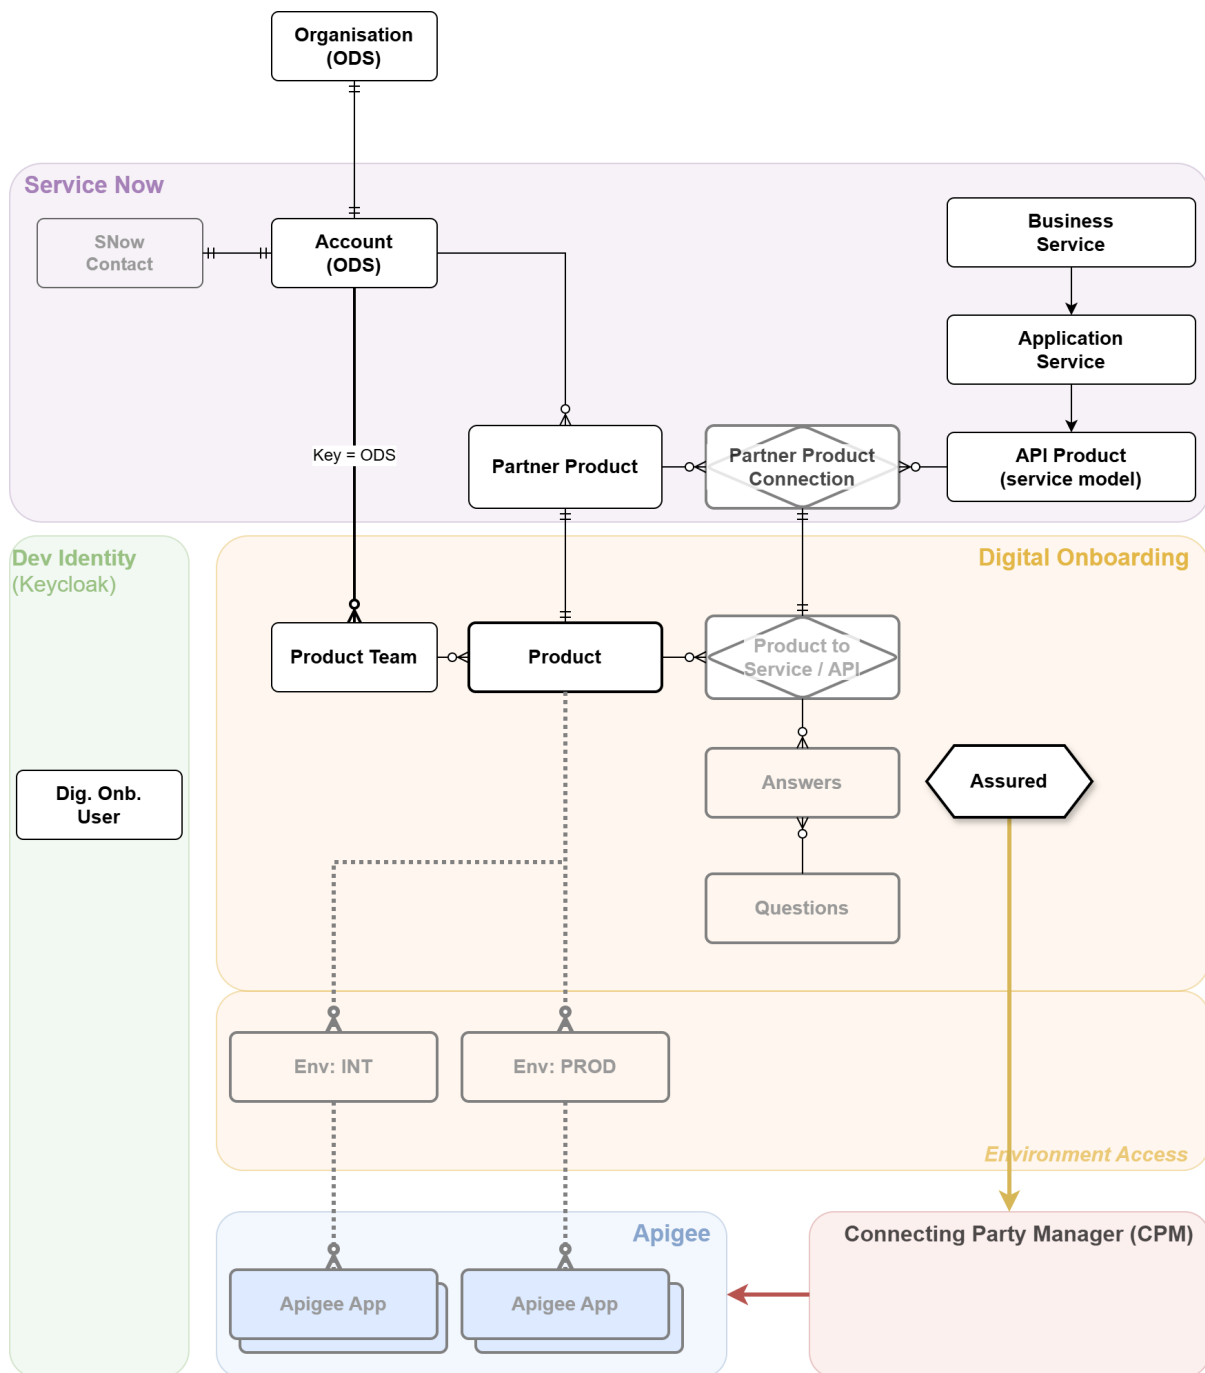 Organisation
(ODS)
Service Now
SNow
Contact
Account
(ODS)
Business
Service
Application
Service
Key = ODS
Partner Product
Partner Product
Connection
API Product
(service model)
Dev Identity
(Keycloak)
Digital Onboarding
Product Team
Product
Product to
Service / API
Dig. Onb.
User
Answers
Assured
Questions
Env: INT
Env: PROD
Environment Access
Apigee
Connecting Party Manager (CPM)
Apigee App
Apigee App